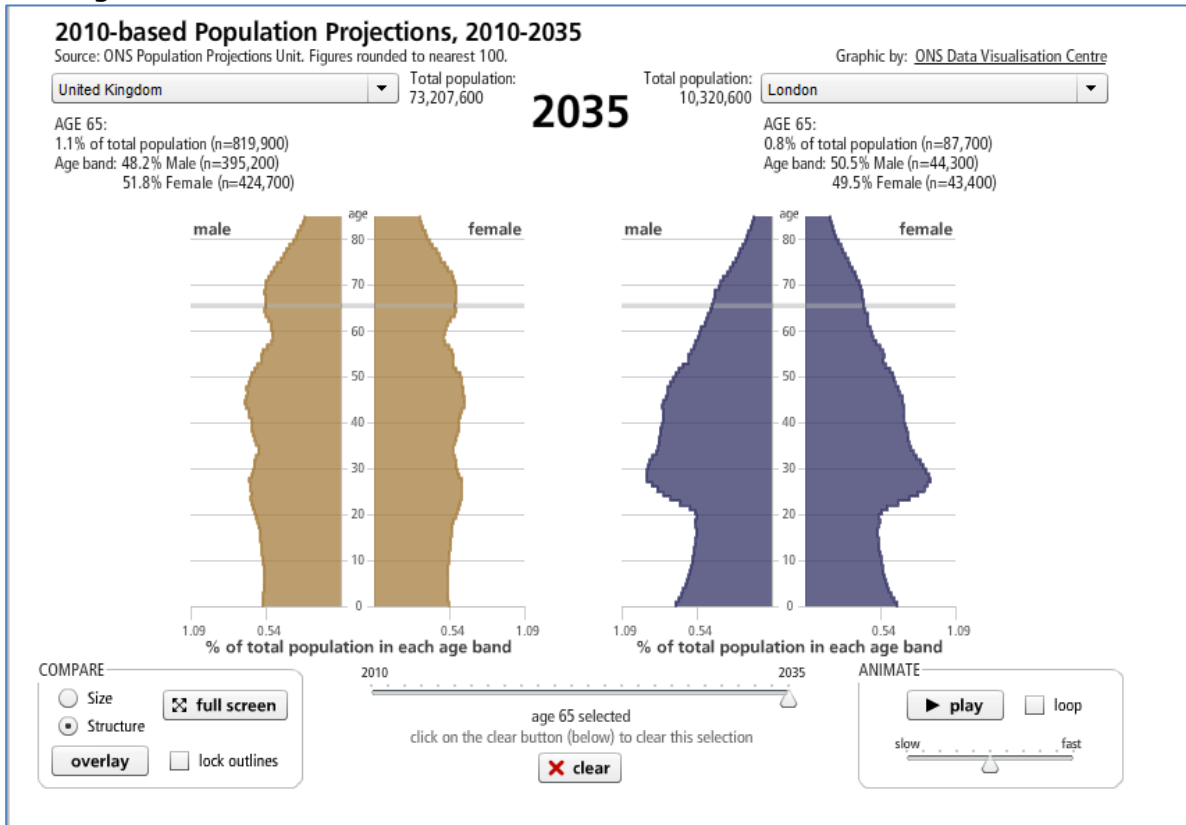 2010-based Population Projections, 2010-2035
Source: ONS Population Projections Unit. Figures rounded to nearest 100.
Graphic by: ONS Data Visualisation Centre
United Kingdom
Total population:
73,207,600
2035
Total population:
10,320,600
London
AGE 65:
1.1% of total population (n=819,900)
Age band: 48.2% Male (n=395,200)
51.8% Female (n=424,700)
AGE 65:
0.8% of total population (n=87,700)
Age band: 50.5% Male (n=44,300)
49.5% Female (n=43,400)
male
age
female
80
70
60
50
40
30
20
10
0
1.09
0.54
0.54
1.09
% of total population in each age band
male
female
80
70
60
50
40
30
20
10
0
1.09
0.54
0.54
1.09
% of total population in each age band
COMPARE
Size
Structure
full screen
overlay
lock outlines
2010
2035
age 65 selected
click on the clear button (below) to clear this selection
clear
ANIMATE
play
loop
slow
fast